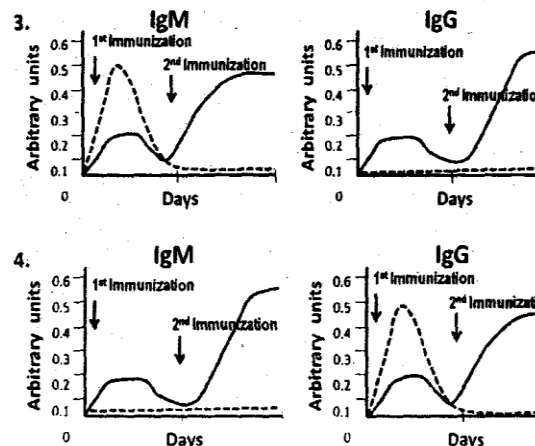 3.
IgM
Arbitrary units
0.6
0.5
0.4
0.3
0.2
0.1
0
1st Immunization
2nd Immunization
Days
IgG
Arbitrary units
0.6
0.5
0.4
0.3
0.2
0.1
0
1st Immunization
2nd Immunization
Days
4.
IgM
Arbitrary units
0.6
0.5
0.4
0.3
0.2
0.1
0
1st Immunization
2nd Immunization
Days
IgG
Arbitrary units
0.6
0.5
0.4
0.3
0.2
0.1
0
1st Immunization
2nd Immunizatio
Days